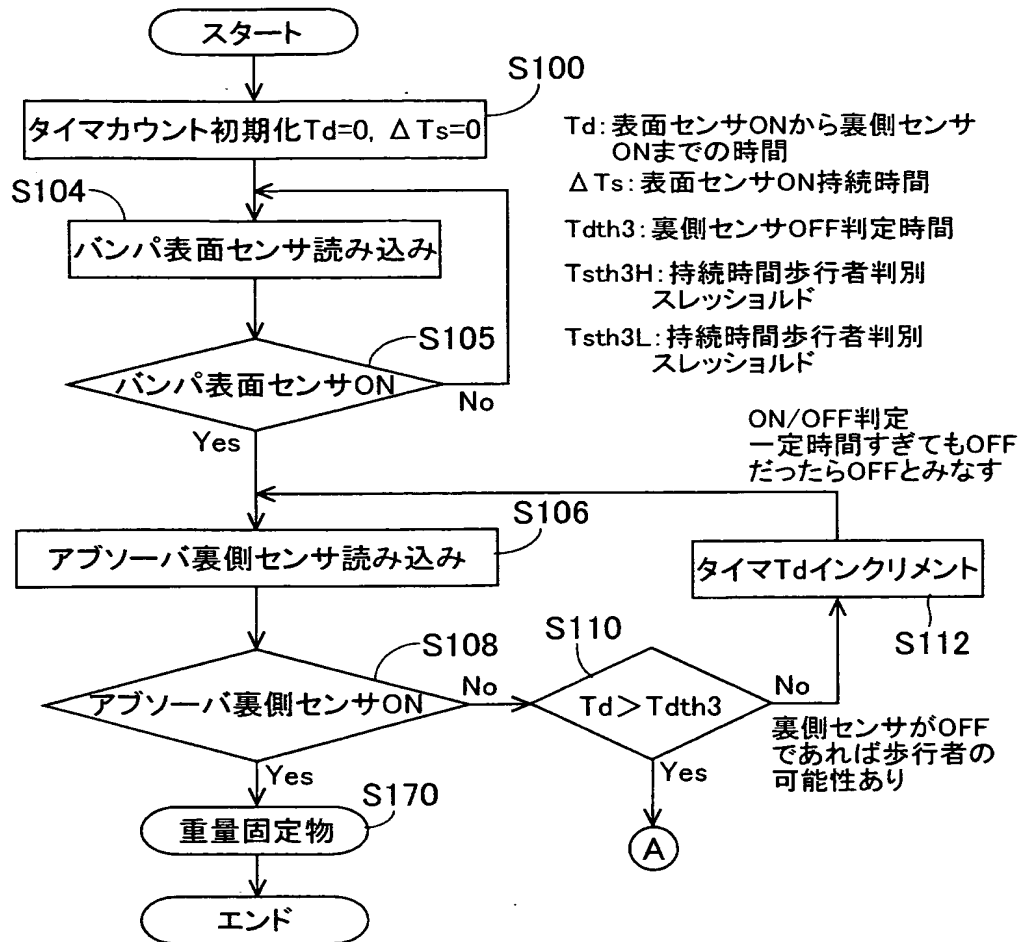 スタート
S100
タイマカウント初期化Td=0, ΔTs=0
Td:表面センサONから裏側センサ
ONまでの時間
ΔTs:表面センサON持続時間
Tdth3:裏側センサOFF判定時間
Tsth3H:持続時間歩行者判別
スレッショルド
Tsth3L:持続時間歩行者判別
スレッショルド
S104
バンパ表面センサ読み込み
S105
バンパ表面センサON
No
Yes
ON/OFF判定
一定時間すぎてもOFF
だったらOFFとみなす
S106
アブソーバ裏側センサ読み込み
タイマTdインクリメント
S112
S108
アブソーバ裏側センサON
No
Yes
S110
Td>Tdth3
No
Yes
裏側センサがOFF
であれば歩行者の
可能性あり
S170
重量固定物
A
エンド